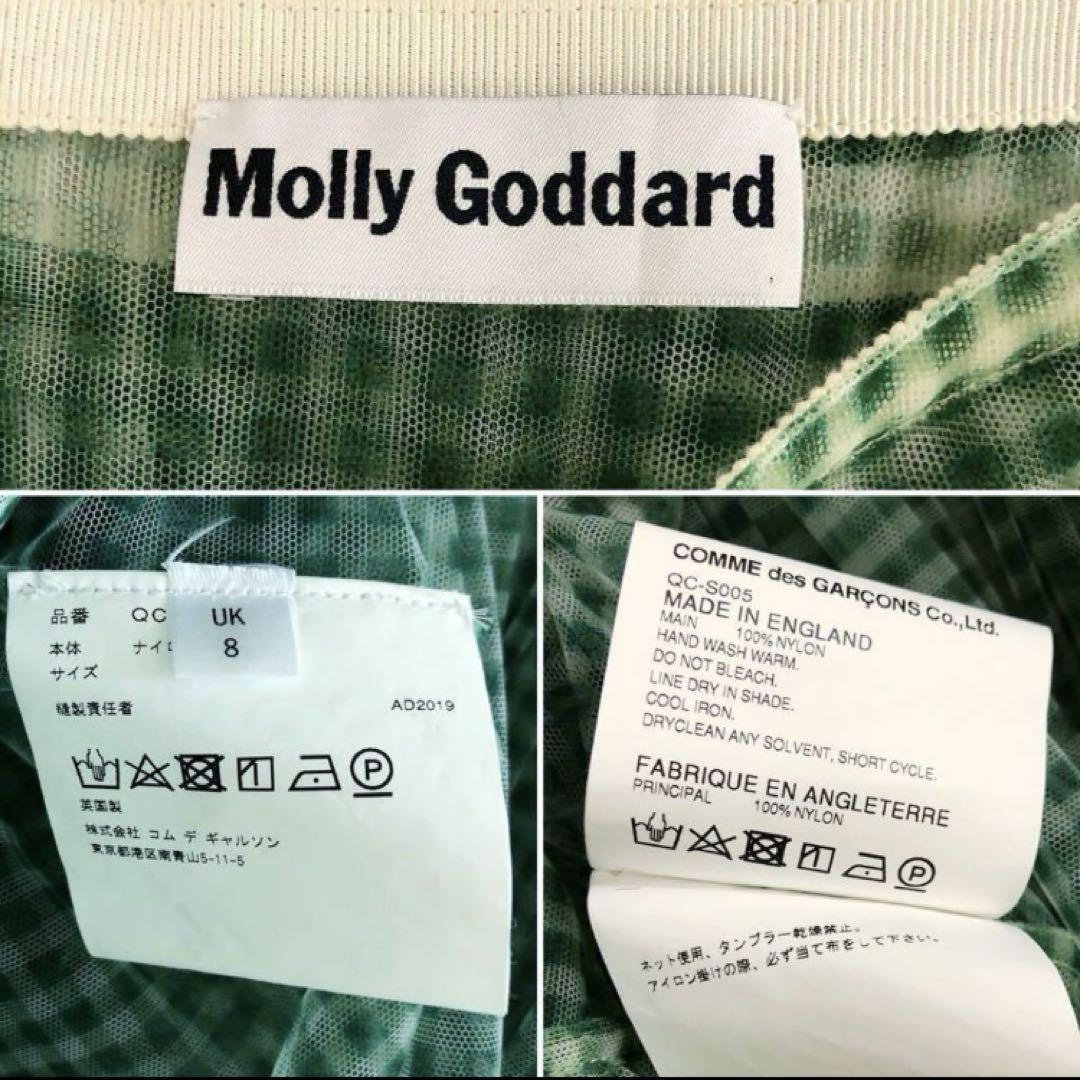 Molly Goddard
品番 QC
本体 ナイロ
サイズ
UK
8
縫製責任者 AD2019
英国製
株式会社 コム デ ギャルソン
東京都港区南青山5-11-5
COMME des GARÇONS Co.,Ltd.
QC-S005
MADE IN ENGLAND
MAIN 100% NYLON
HAND WASH WARM.
DO NOT BLEACH.
LINE DRY IN SHADE.
COOL IRON.
DRYCLEAN ANY SOLVENT, SHORT CYCLE.
FABRIQUE EN ANGLETERRE
PRINCIPAL 100% NYLON
P
P
ネット使用、タンブラー乾燥禁止。
アイロン掛けの際、必ず当て布をして下さい。